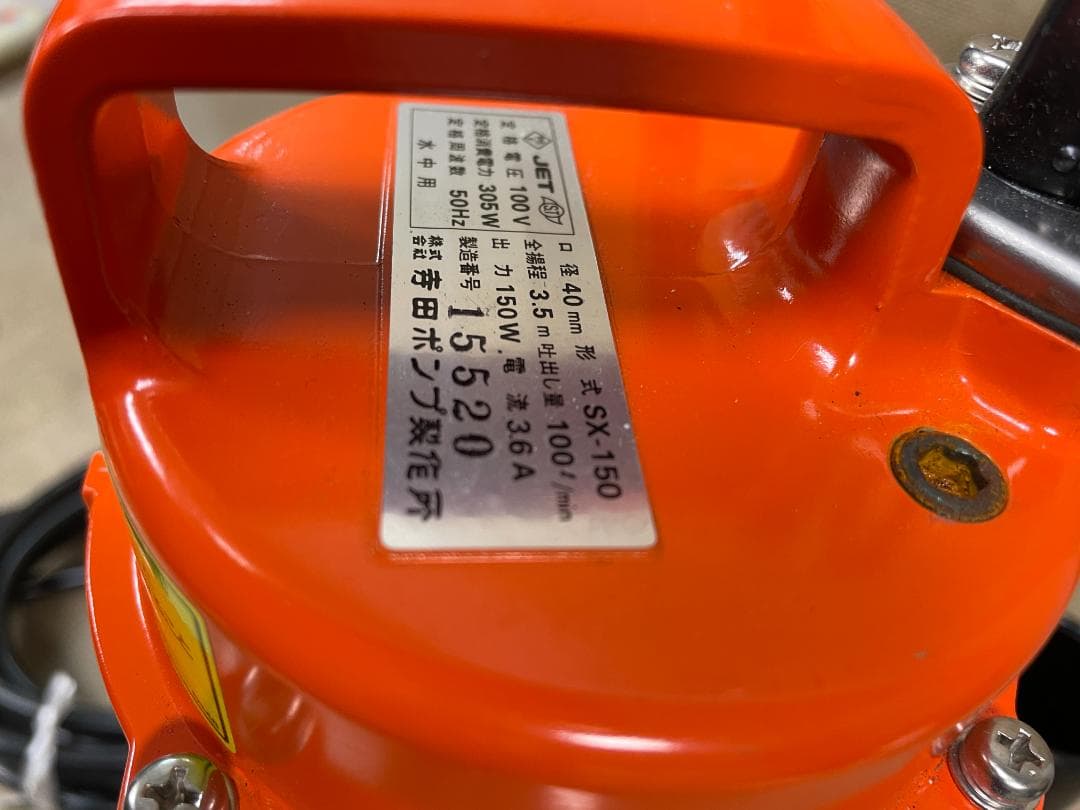 JET
定格電圧 100V
定格消費電力 305W
定格周波数 50Hz
水中用
口径 40mm 形式 SX-150
全揚程 3.5m 吐出し量 100ℓ/min
出力 150W 電流 3.6A
製造番号 15520
株式会社 寺田ポンプ製作所